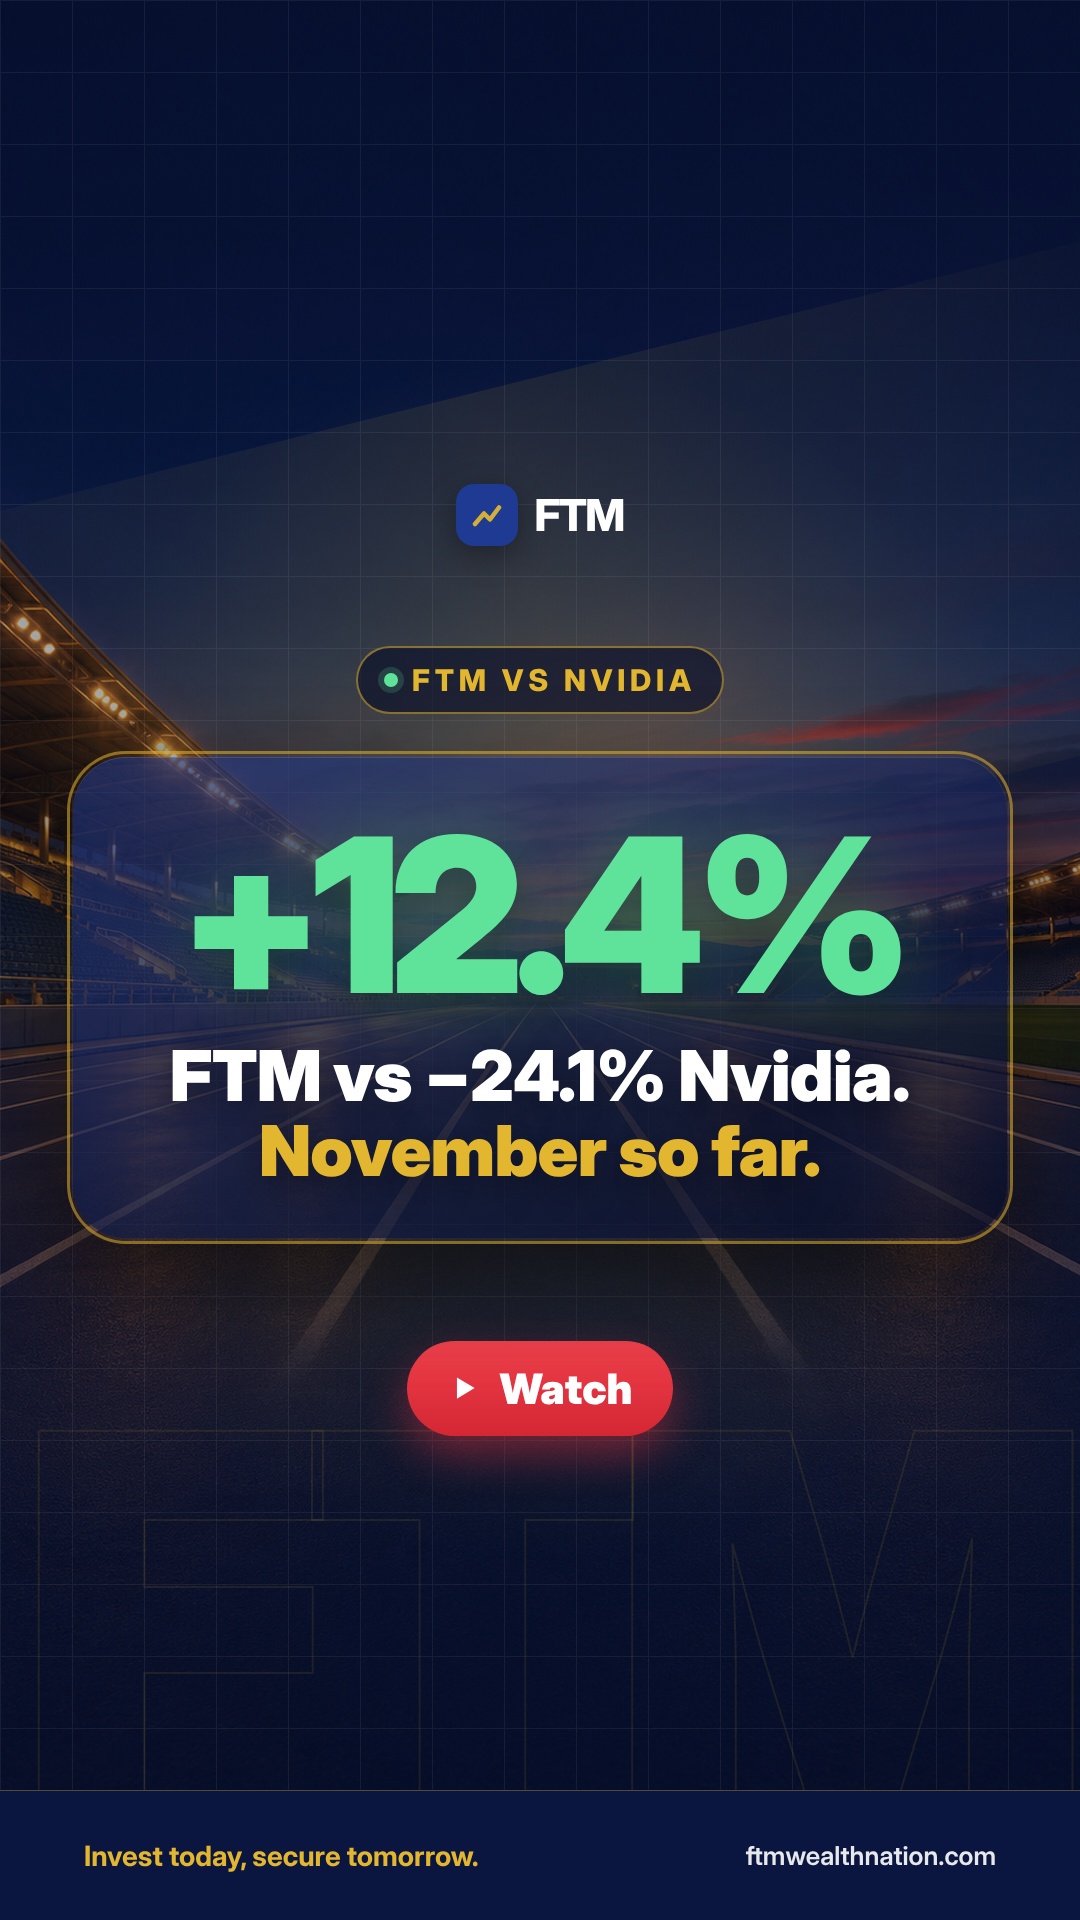 FTM
FTM VS NVIDIA
+12.4%
FTM vs –24.1% Nvidia.
November so far.
Watch
FTM
Invest today, secure tomorrow.
ftmwealthnation.com